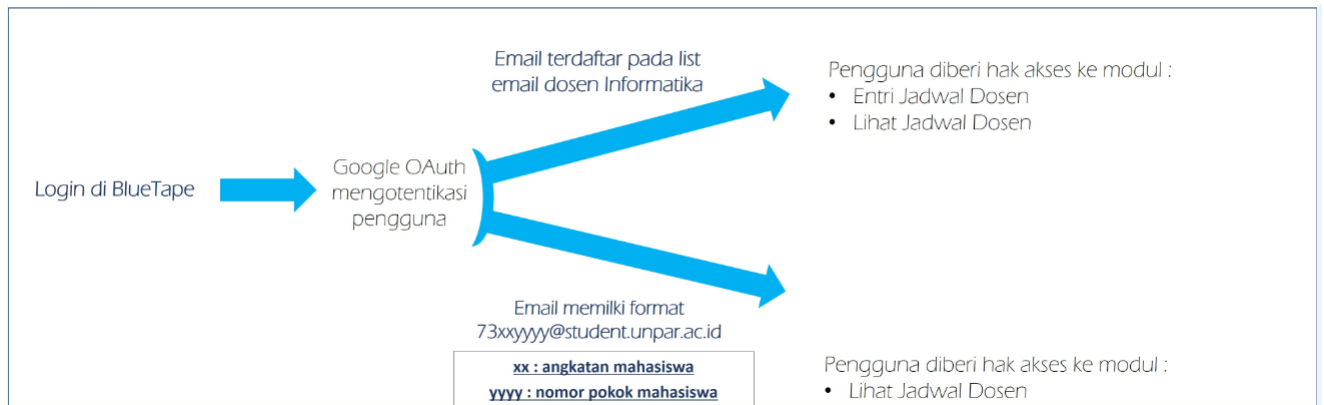 Email terdaftar pada list
email dosen Informatika
Pengguna diberi hak akses ke modul :
• Entri Jadwal Dosen
• Lihat Jadwal Dosen
Login di BlueTape
Google OAuth
mengotentikasi
pengguna
Email memilki format
73xxyyyy@student.unpar.ac.id
xx : angkatan mahasiswa
yyyy : nomor pokok mahasiswa
Pengguna diberi hak akses ke modul :
• Lihat Jadwal Dosen